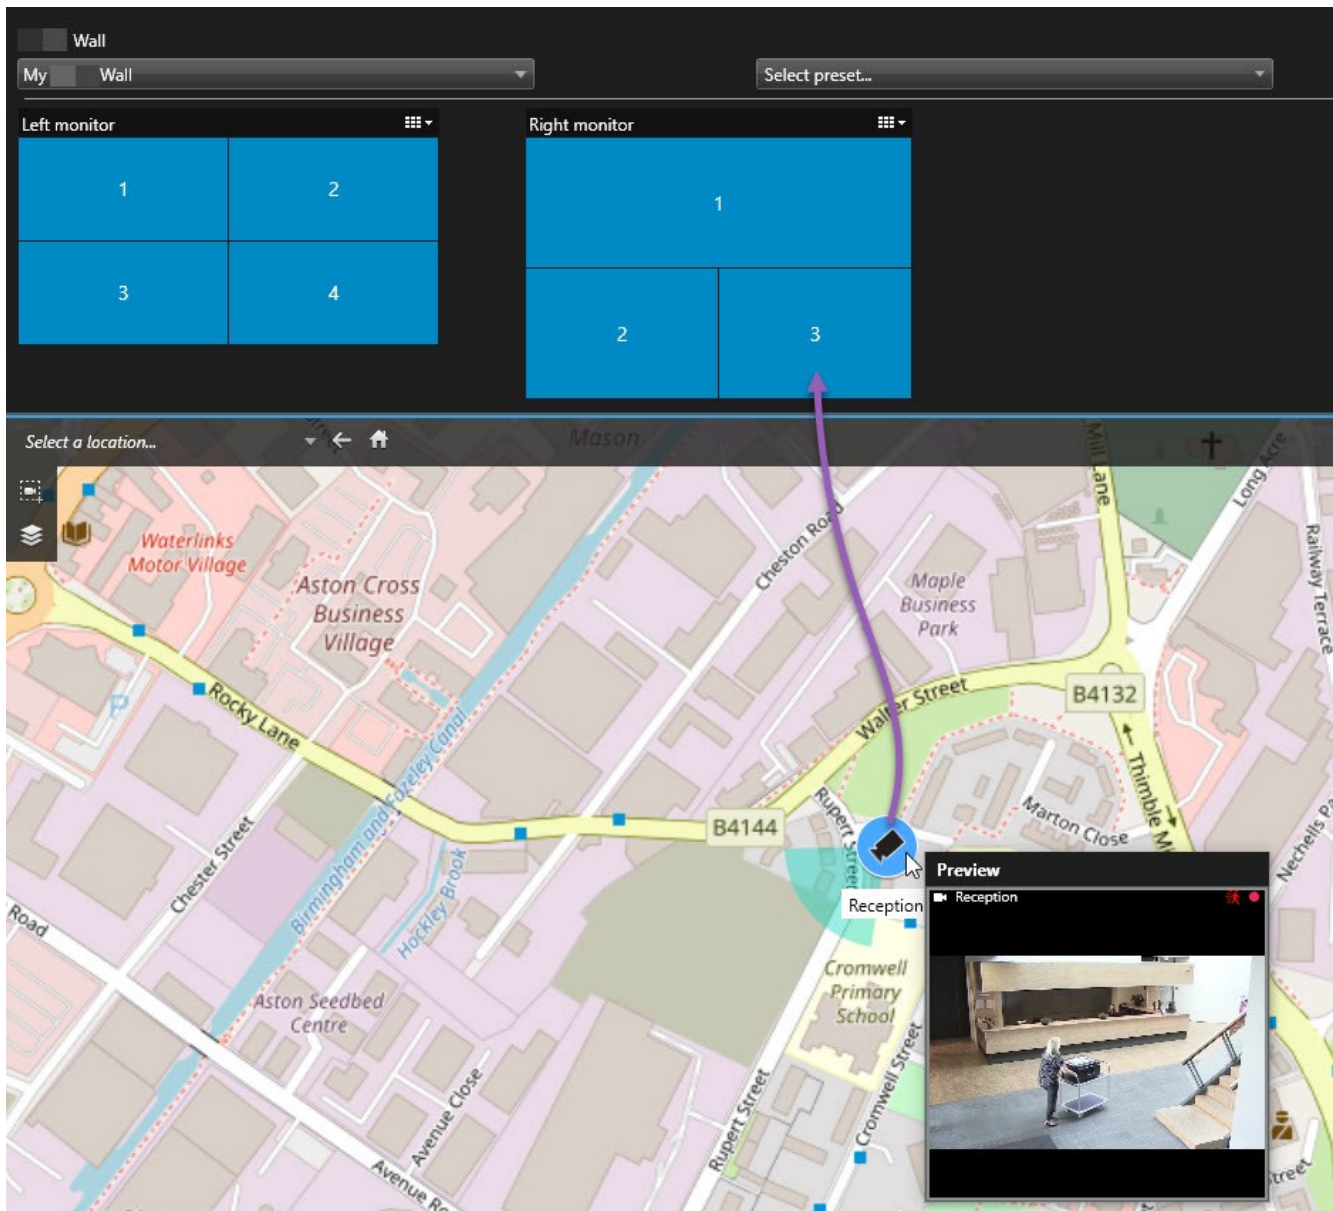 Wall
My Wall
Select preset...
Left monitor
Right monitor
1
2
3
4
1
2
3
Select a location...
Mason
Mill Lane
Long Acre
Waterlinks
Motor Village
Aston Cross
Business
Village
Cheston Road
Maple
Business
Park
Railway Terrace
P
Rocky Lane
Walter Street
B4132
Birmingham and Fazeley Canal
B4144
Rupert Street
Marton Close
Thimble Mi
Chester Street
Hockley Brook
Nechells P
Preview
Reception
Reception
Road
Cromwell
Primary
School
Aston Seedbed
Centre
Avenue Close
Rupert Street
Cromwell Street
Avenue Ro
Street